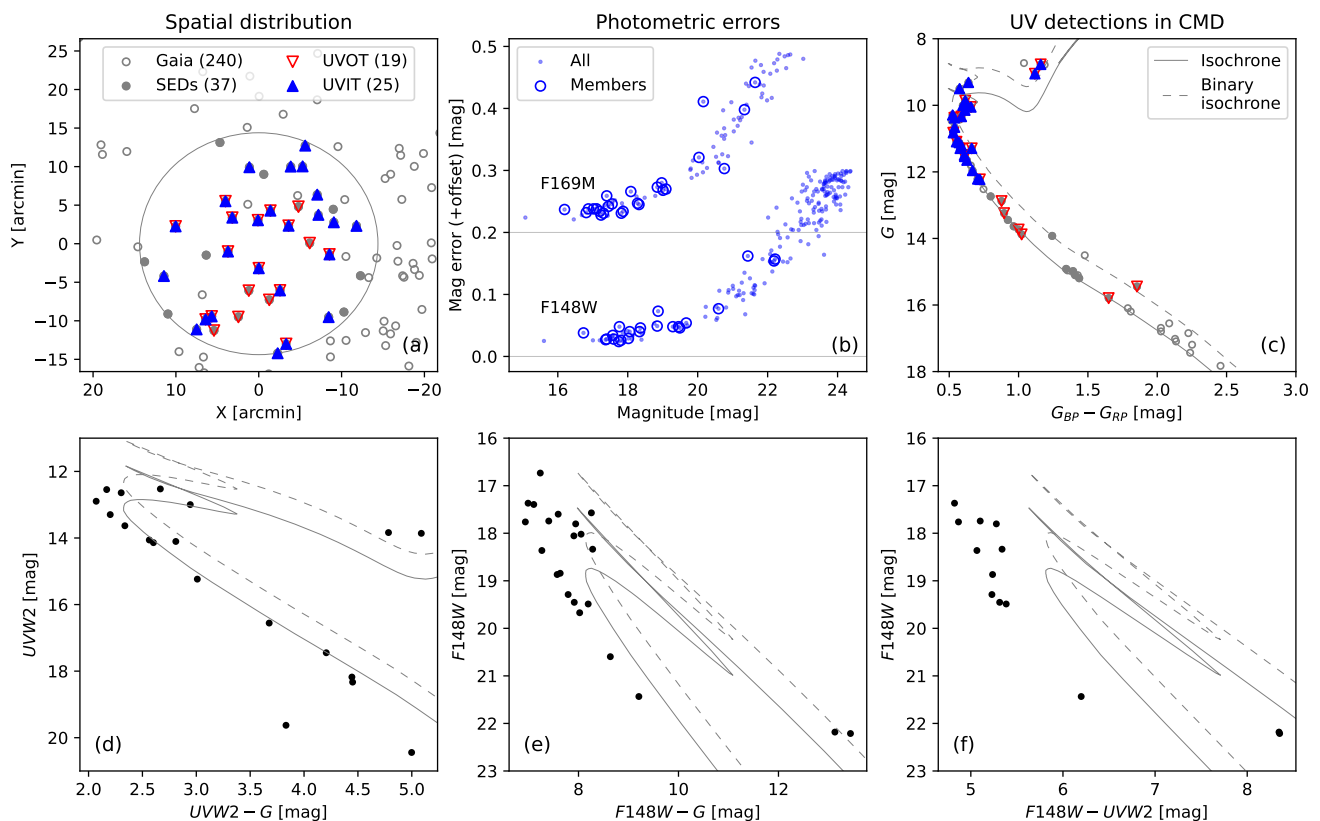 Spatial distribution
Photometric errors
UV detections in CMD
Gaia (240)
SEDs (37)
UVOT (19)
UVIT (25)
25
20
15
10
5
0
−5
−10
−15
Y [arcmin]
(a)
20
10
0
−10
−20
X [arcmin]
All
Members
0.5
0.4
0.3
0.2
0.1
0.0
Mag error (+offset) [mag]
F169M
F148W
(b)
16
18
20
22
24
Magnitude [mag]
Isochrone
Binary
isochrone
8
10
12
14
16
18
G [mag]
(c)
0.5
1.0
1.5
2.0
2.5
3.0
G_BP − G_RP [mag]
12
14
16
18
20
UVW2 [mag]
(d)
2.0
2.5
3.0
3.5
4.0
4.5
5.0
UVW2 − G [mag]
16
17
18
19
20
21
22
23
F148W [mag]
(e)
8
10
12
F148W − G [mag]
16
17
18
19
20
21
22
23
F148W [mag]
(f)
5
6
7
8
F148W − UVW2 [mag]